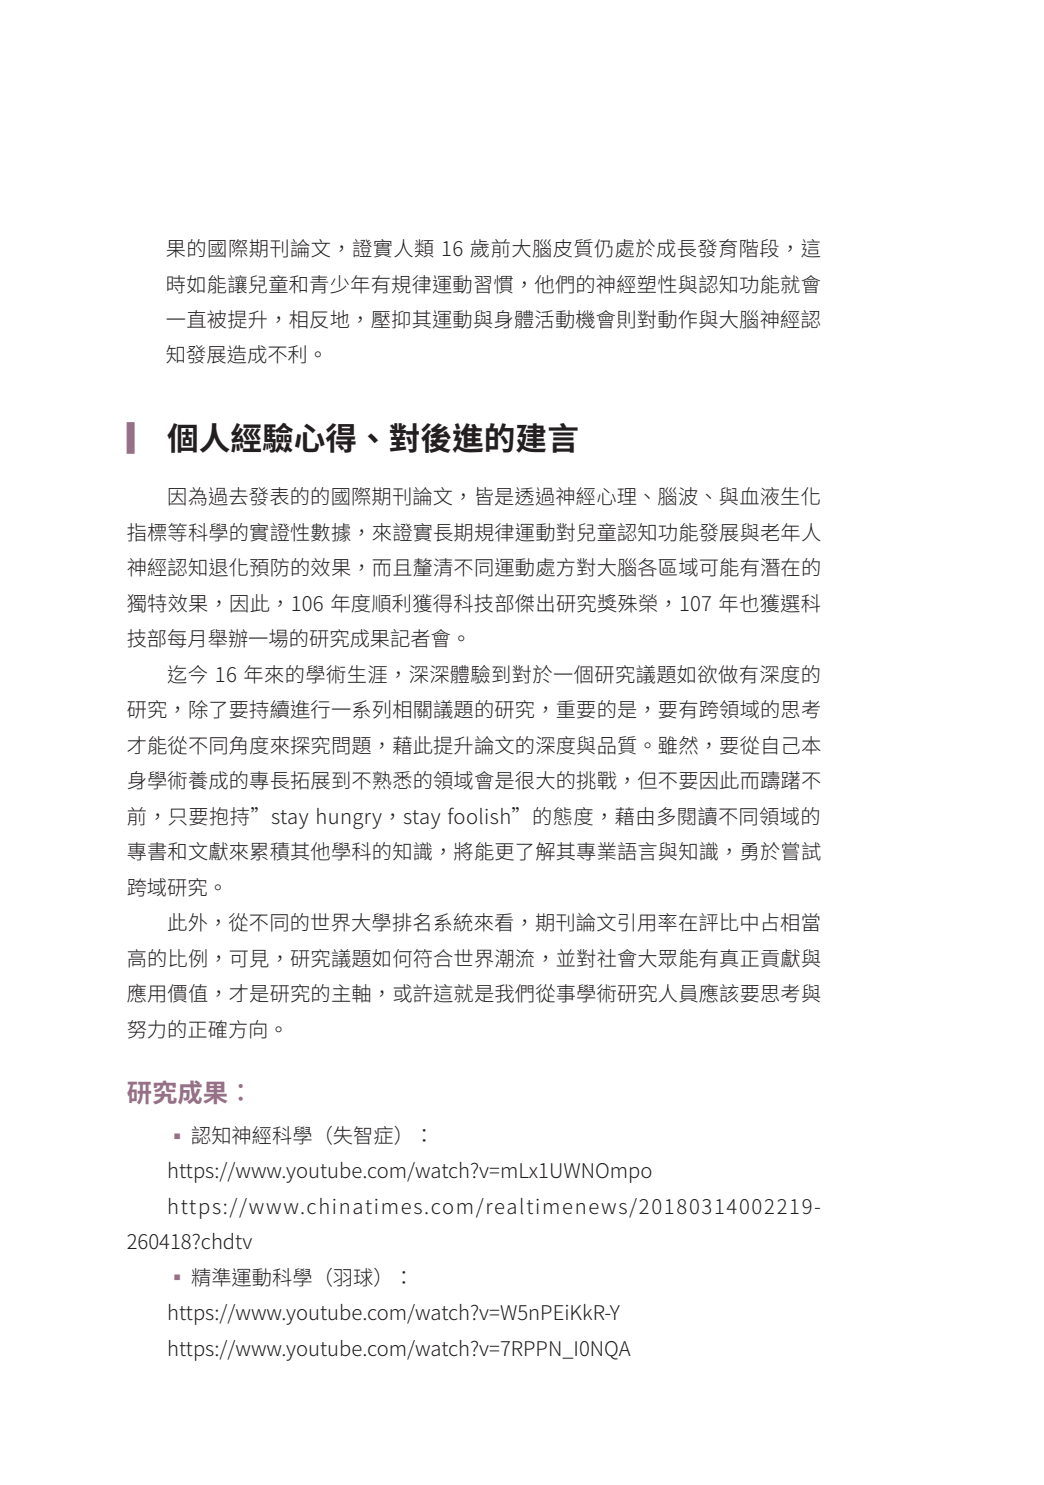 果的國際期刊論文，證實人類 16 歲前大腦皮質仍處於成長發育階段，這
時如能讓兒童和青少年有規律運動習慣，他們的神經塑性與認知功能就會
一直被提升，相反地，壓抑其運動與身體活動機會則對動作與大腦神經認
知發展造成不利。
個人經驗心得、對後進的建言
因為過去發表的的國際期刊論文，皆是透過神經心理、腦波、與血液生化
指標等科學的實證性數據，來證實長期規律運動對兒童認知功能發展與老年人
神經認知退化預防的效果，而且釐清不同運動處方對大腦各區域可能有潛在的
獨特效果，因此，106 年度順利獲得科技部傑出研究獎殊榮，107 年也獲選科
技部每月舉辦一場的研究成果記者會。
迄今 16 年來的學術生涯，深深體驗到對於一個研究議題如欲做有深度的
研究，除了要持續進行一系列相關議題的研究，重要的是，要有跨領域的思考
才能從不同角度來探究問題，藉此提升論文的深度與品質。雖然，要從自己本
身學術養成的專長拓展到不熟悉的領域會是很大的挑戰，但不要因此而躊躇不
前，只要抱持”stay hungry，stay foolish”的態度，藉由多閱讀不同領域的
專書和文獻來累積其他學科的知識，將能更了解其專業語言與知識，勇於嘗試
跨域研究。
此外，從不同的世界大學排名系統來看，期刊論文引用率在評比中占相當
高的比例，可見，研究議題如何符合世界潮流，並對社會大眾能有真正貢獻與
應用價值，才是研究的主軸，或許這就是我們從事學術研究人員應該要思考與
努力的正確方向。
研究成果：
▪ 認知神經科學（失智症）：
https://www.youtube.com/watch?v=mLx1UWNOmpo
https://www.chinatimes.com/realtimenews/20180314002219-
260418?chdtv
▪ 精準運動科學（羽球）：
https://www.youtube.com/watch?v=W5nPEiKkR-Y
https://www.youtube.com/watch?v=7RPPN_I0NQA